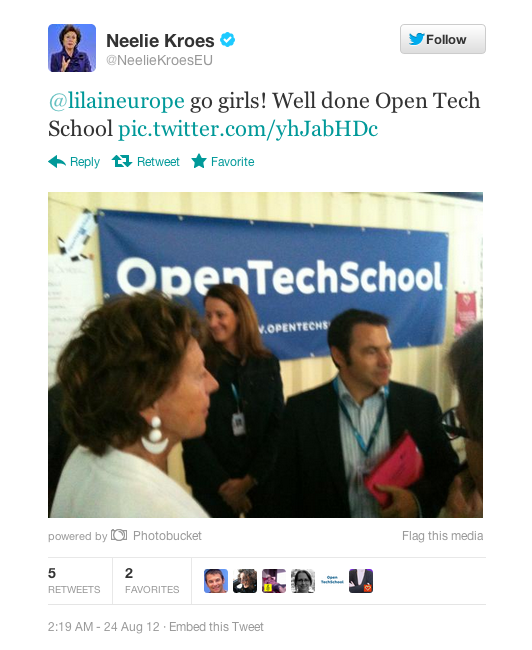 Neelie Kroes
@NeelieKroesEU
Follow
@lilaineurope go girls! Well done Open Tech
School pic.twitter.com/yhJabHDc
Reply Retweet Favorite
OpenTechSchool
.OPENTECHS
powered by Photobucket
Flag this media
5
RETWEETS
2
FAVORITES
Open
TechSchool
2:19 AM - 24 Aug 12 · Embed this Tweet